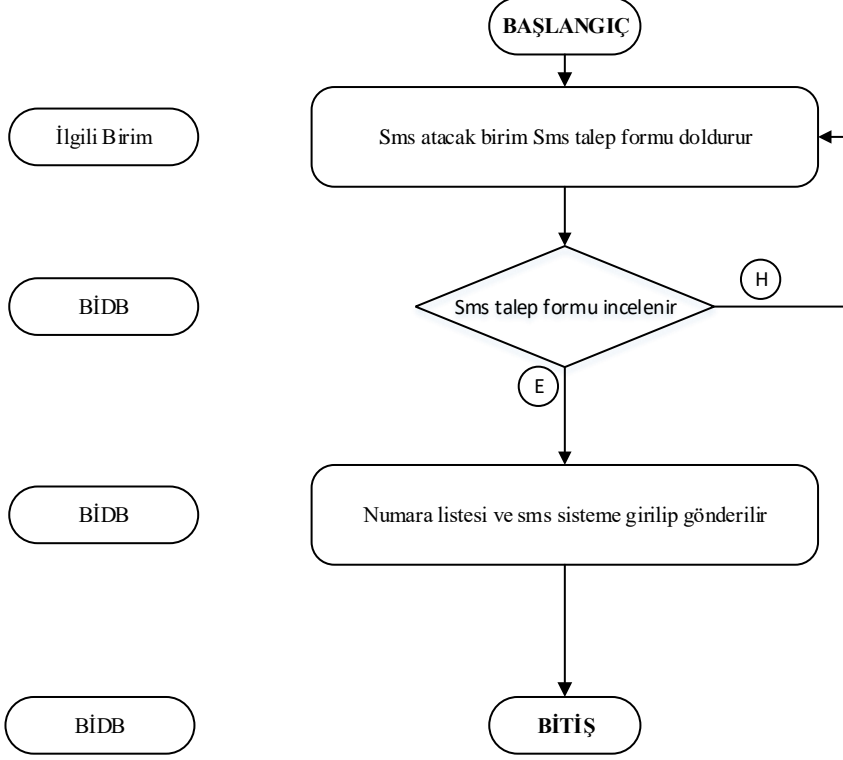 BAŞLANGIÇ
İlgili Birim
Sms atacak birim Sms talep formu doldurur
BİDB
Sms talep formu incelenir
H
E
BİDB
Numara listesi ve sms sisteme girilip gönderilir
BİDB
BİTİŞ